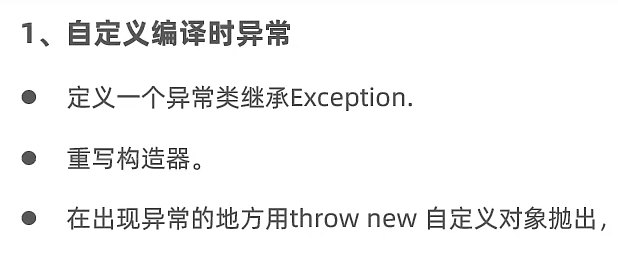 1、自定义编译时异常
● 定义一个异常类继承Exception.
● 重写构造器。
● 在出现异常的地方用throw new 自定义对象抛出，